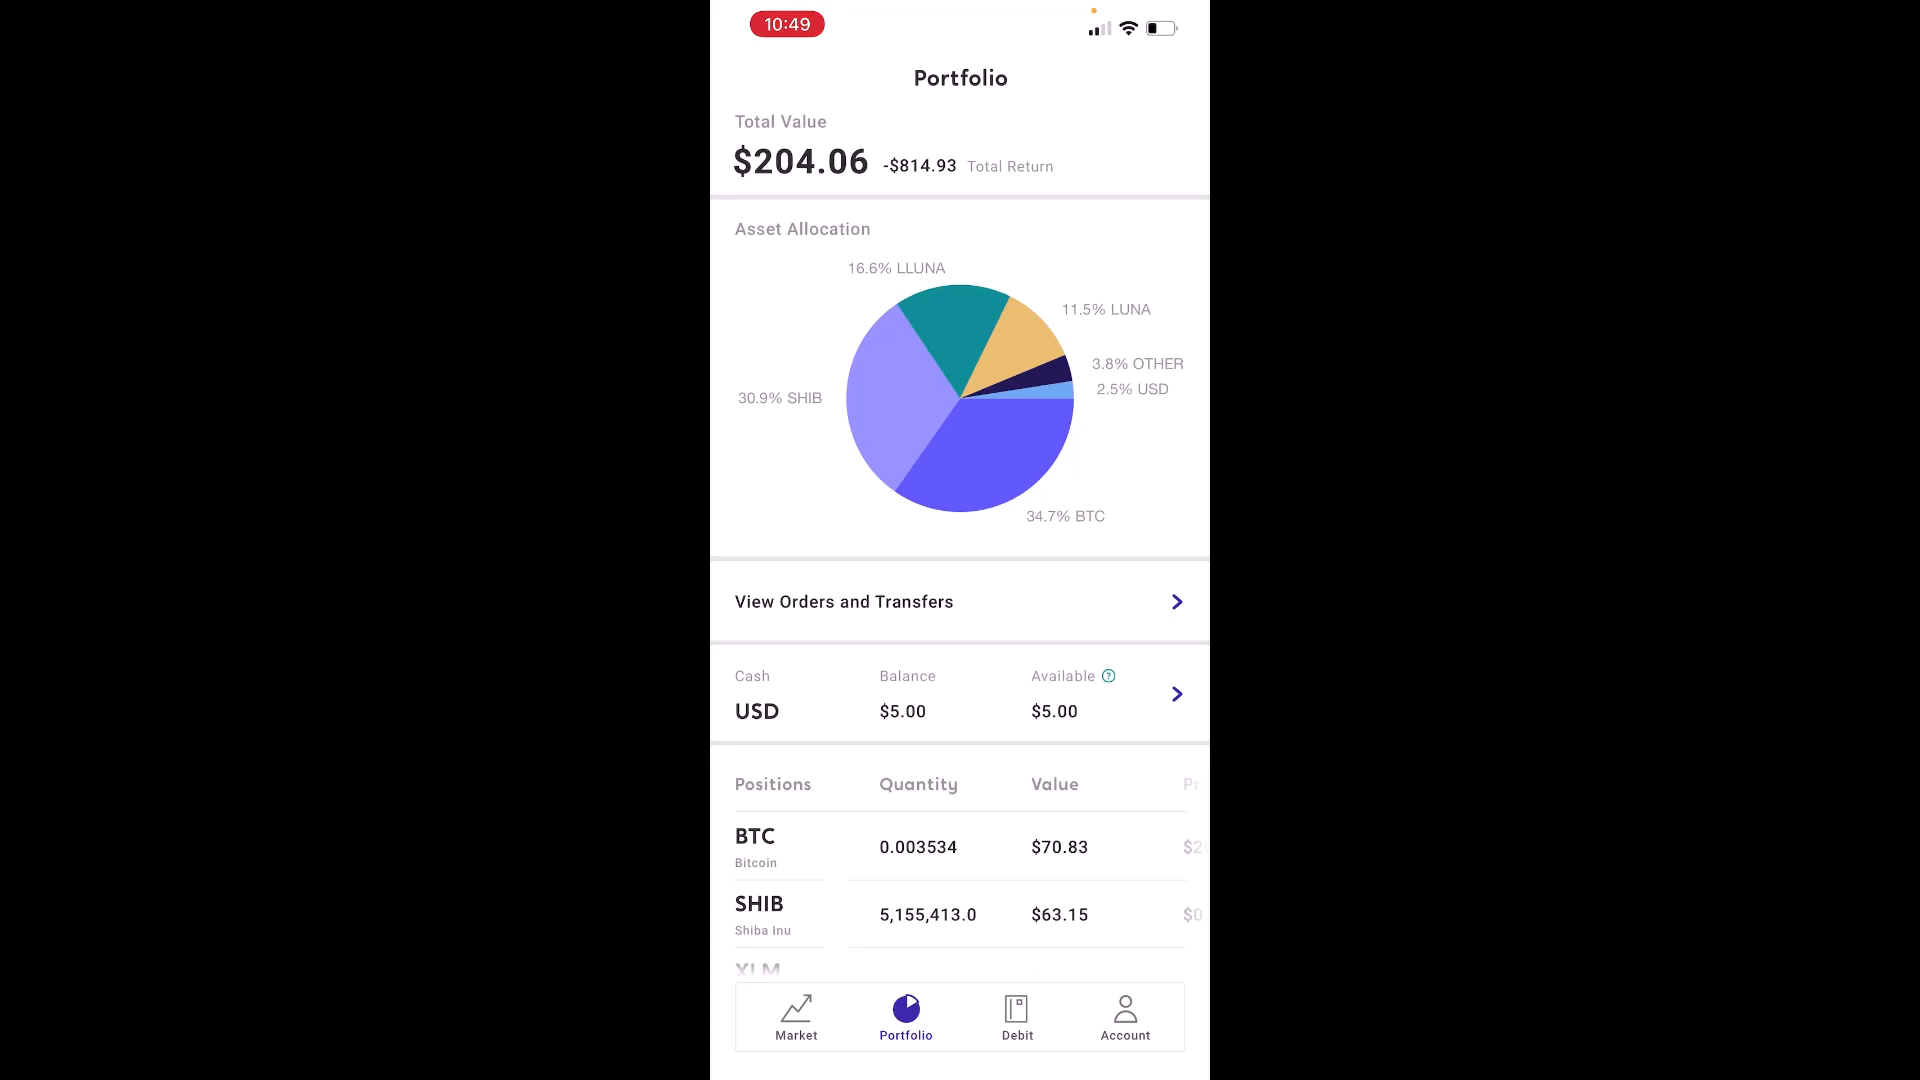 10:49
Portfolio
Total Value
$204.06 -$814.93 Total Return
Asset Allocation
16.6% LLUNA
11.5% LUNA
3.8% OTHER
2.5% USD
30.9% SHIB
34.7% BTC
View Orders and Transfers
Cash Balance Available ?
USD $5.00 $5.00
Positions Quantity Value
BTC 0.003534 $70.83
Bitcoin
SHIB 5,155,413.0 $63.15
Shiba Inu
XLM
Market Portfolio Debit Account